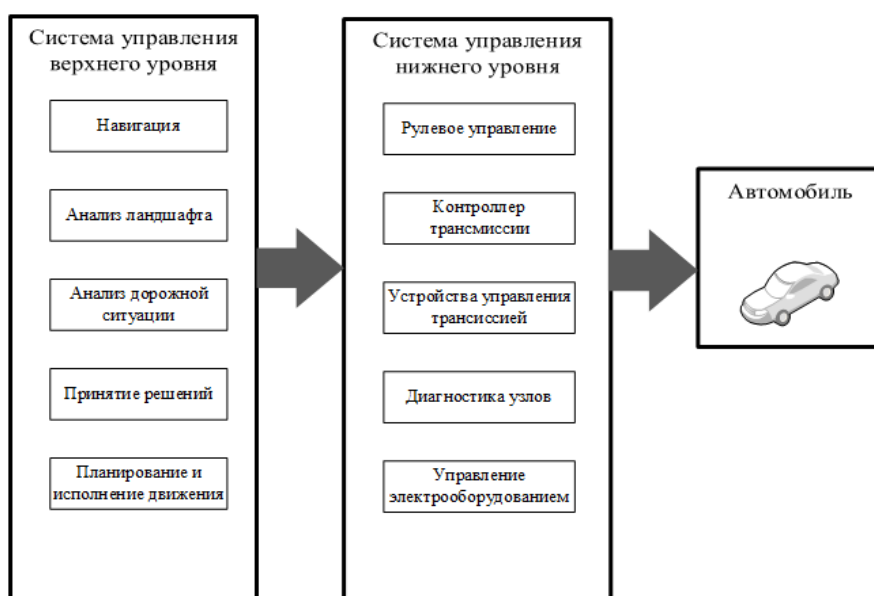 Система управления
верхнего уровня
Навигация
Анализ ландшафта
Анализ дорожной
ситуации
Принятие решений
Планирование и
исполнение движения
Система управления
нижнего уровня
Рулевое управление
Контроллер
трансмиссии
Устройства управления
трансиссией
Диагностика узлов
Управление
электрооборудованием
Автомобиль